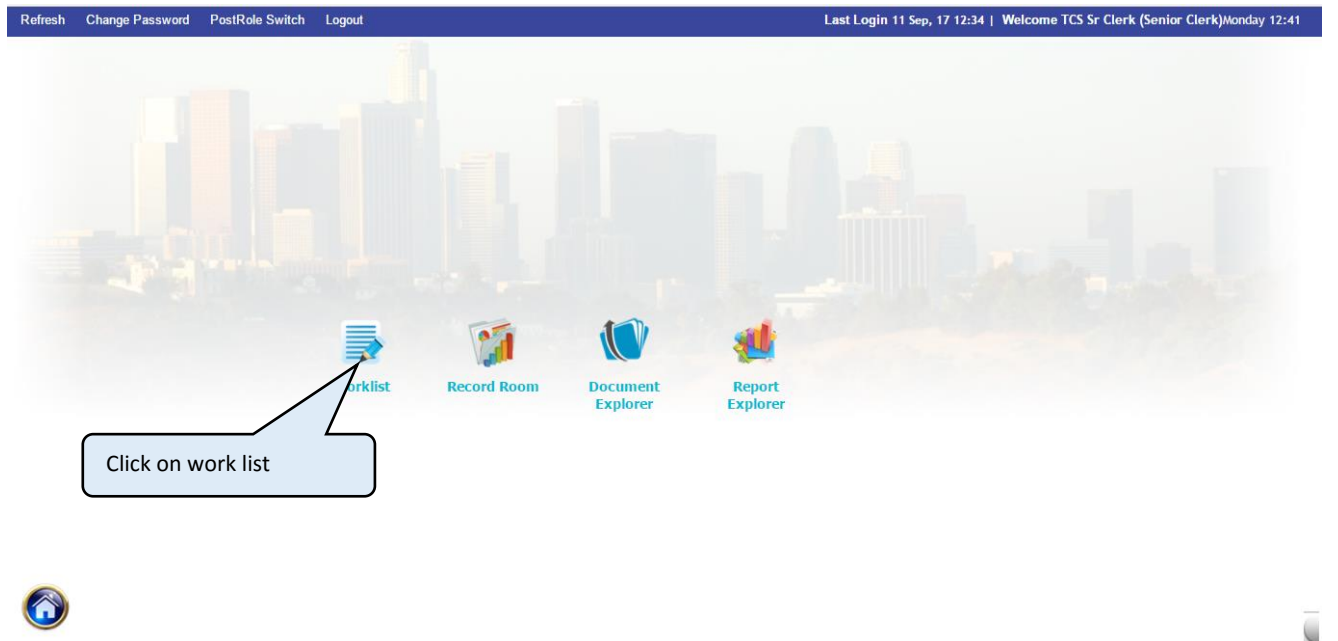 Refresh Change Password PostRole Switch Logout Last Login 11 Sep, 17 12:34 | Welcome TCS Sr Clerk (Senior Clerk)Monday 12:41
orklist Record Room Document Explorer Report Explorer
Click on work list